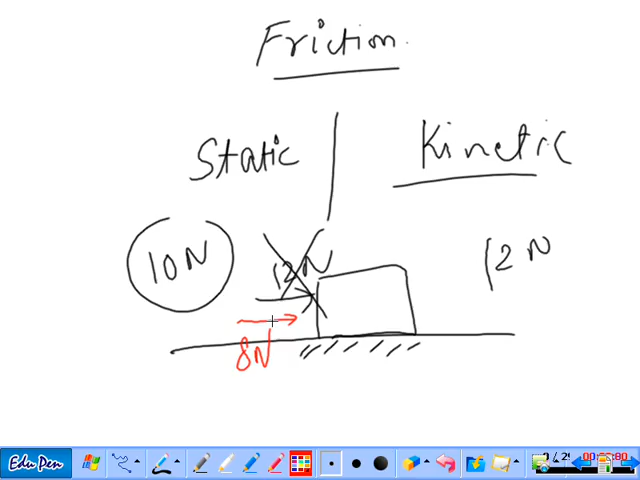 Friction.
Static
Kinetic
10N
12N
12N
8N
Edu Pen